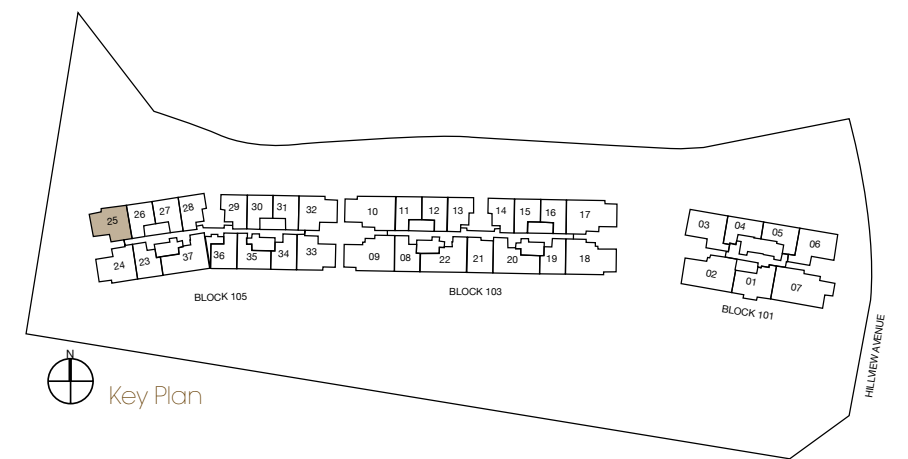 25 26 27 28 29 30 31 32 10 11 12 13 14 15 16 17 03 04 05 06
24 23 37 36 35 34 33 09 08 22 21 20 19 18 02 01 07
BLOCK 105
BLOCK 103
BLOCK 101
HILLVIEW AVENUE
N
Key Plan